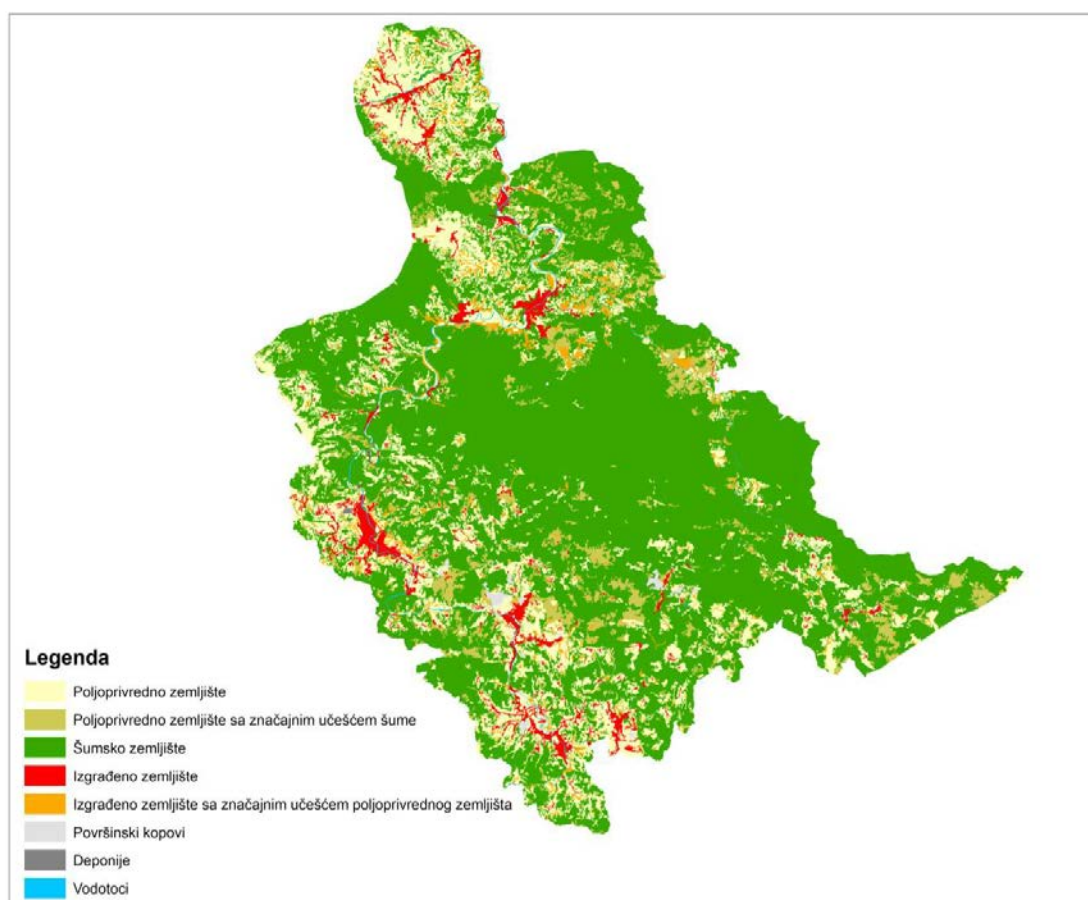 Legenda
Poljoprivredno zemljište
Poljoprivredno zemljište sa značajnim učešćem šume
Šumsko zemljište
Izgrađeno zemljište
Izgrađeno zemljište sa značajnim učešćem poljoprivrednog zemljišta
Površinski kopovi
Deponije
Vodotoci